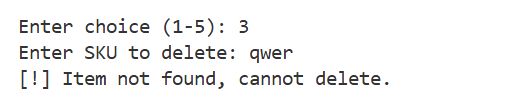 Enter choice (1-5): 3
Enter SKU to delete: qwer
[!] Item not found, cannot delete.